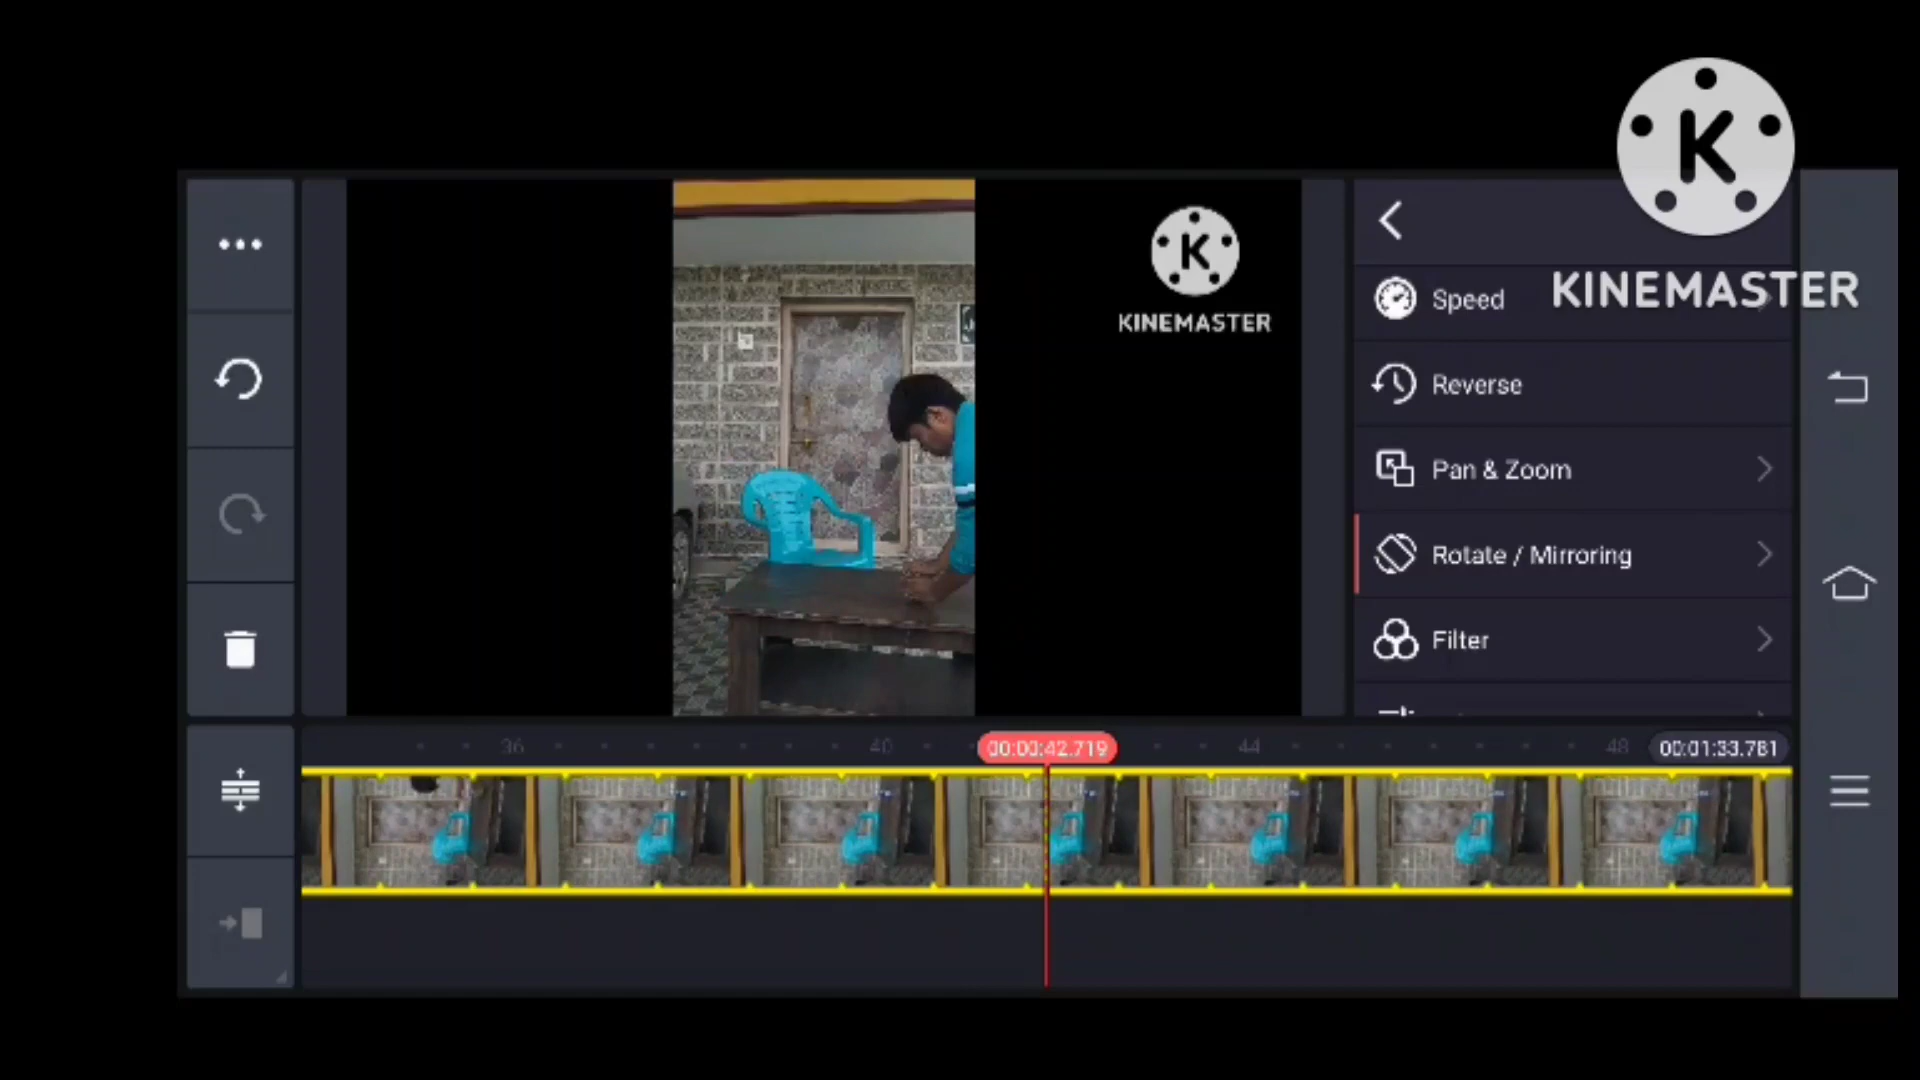 K
KINEMASTER
K
KINEMASTER
Speed
Reverse
Pan & Zoom
Rotate / Mirroring
Filter
36
40
00:00:42.719
44
48
00:01:33.781